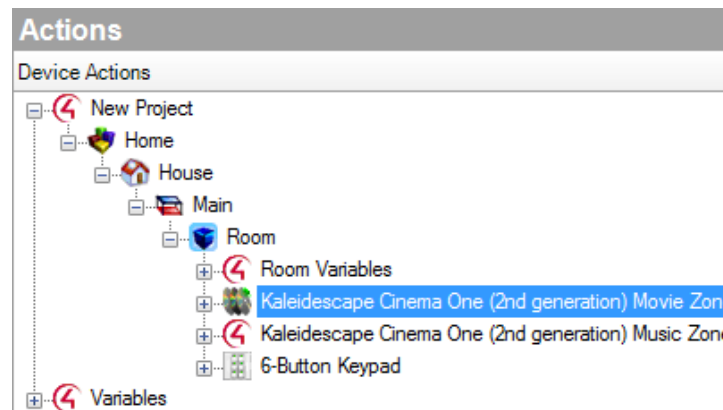 Actions
Device Actions
New Project
Home
House
Main
Room
Room Variables
Kaleidescape Cinema One (2nd generation) Movie Zon
Kaleidescape Cinema One (2nd generation) Music Zon
6-Button Keypad
Variables